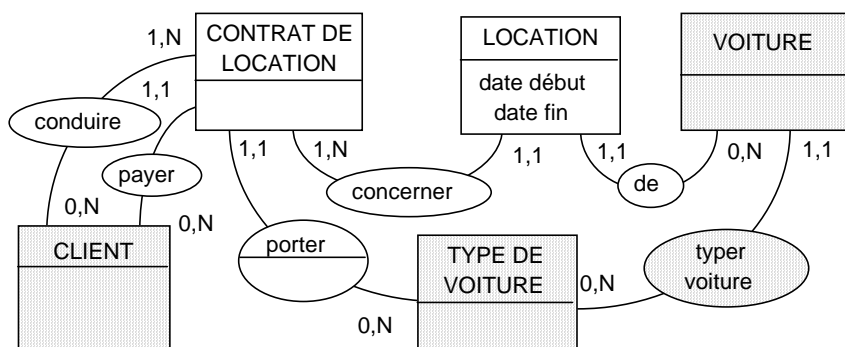 CONTRAT DE
LOCATION
LOCATION
date début
date fin
VOITURE
1,N
1,1
conduire
payer
0,N
0,N
1,1
1,N
concerner
1,1
1,1
de
0,N
1,1
CLIENT
porter
0,N
TYPE DE
VOITURE
0,N
typer
voiture